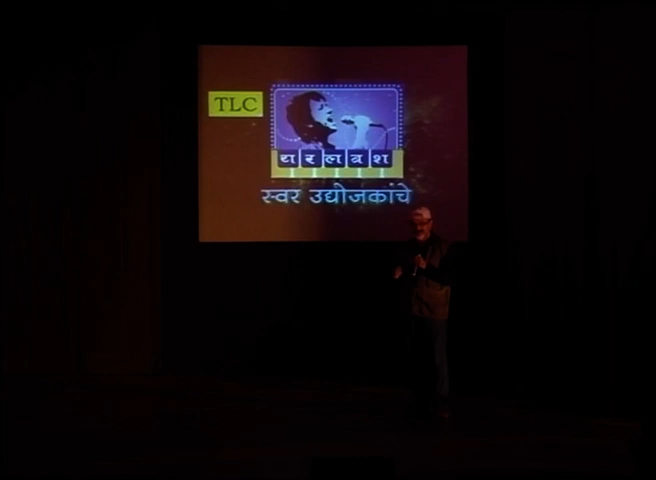 TLC
य र ल व श
स्वर उद्योजकांचे